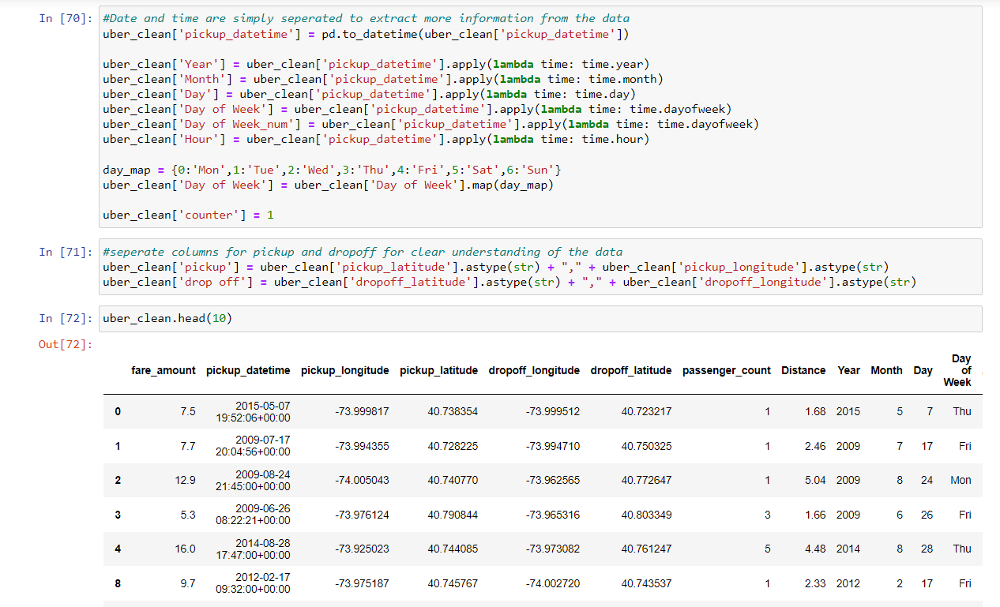 In [70]: #Date and time are simply seperated to extract more information from the data
uber_clean['pickup_datetime'] = pd.to_datetime(uber_clean['pickup_datetime'])
uber_clean['Year'] = uber_clean['pickup_datetime'].apply(lambda time: time.year)
uber_clean['Month'] = uber_clean['pickup_datetime'].apply(lambda time: time.month)
uber_clean['Day'] = uber_clean['pickup_datetime'].apply(lambda time: time.day)
uber_clean['Day of Week'] = uber_clean['pickup_datetime'].apply(lambda time: time.dayofweek)
uber_clean['Day of Week_num'] = uber_clean['pickup_datetime'].apply(lambda time: time.dayofweek)
uber_clean['Hour'] = uber_clean['pickup_datetime'].apply(lambda time: time.hour)
day_map = {0:'Mon',1:'Tue',2:'Wed',3:'Thu',4:'Fri',5:'Sat',6:'Sun'}
uber_clean['Day of Week'] = uber_clean['Day of Week'].map(day_map)
uber_clean['counter'] = 1
In [71]: #seperate columns for pickup and dropoff for clear understanding of the data
uber_clean['pickup'] = uber_clean['pickup_latitude'].astype(str) + "," + uber_clean['pickup_longitude'].astype(str)
uber_clean['drop off'] = uber_clean['dropoff_latitude'].astype(str) + "," + uber_clean['dropoff_longitude'].astype(str)
In [72]: uber_clean.head(10)
Out[72]:
fare_amount pickup_datetime pickup_longitude pickup_latitude dropoff_longitude dropoff_latitude passenger_count Distance Year Month Day Day of Week
0 7.5 2015-05-07 19:52:06+00:00 -73.999817 40.738354 -73.999512 40.723217 1 1.68 2015 5 7 Thu
1 7.7 2009-07-17 20:04:56+00:00 -73.994355 40.728225 -73.994710 40.750325 1 2.46 2009 7 17 Fri
2 12.9 2009-08-24 21:45:00+00:00 -74.005043 40.740770 -73.962565 40.772647 1 5.04 2009 8 24 Mon
3 5.3 2009-06-26 08:22:21+00:00 -73.976124 40.790844 -73.965316 40.803349 3 1.66 2009 6 26 Fri
4 16.0 2014-08-28 17:47:00+00:00 -73.925023 40.744085 -73.973082 40.761247 5 4.48 2014 8 28 Thu
8 9.7 2012-02-17 09:32:00+00:00 -73.975187 40.745767 -74.002720 40.743537 1 2.33 2012 2 17 Fri